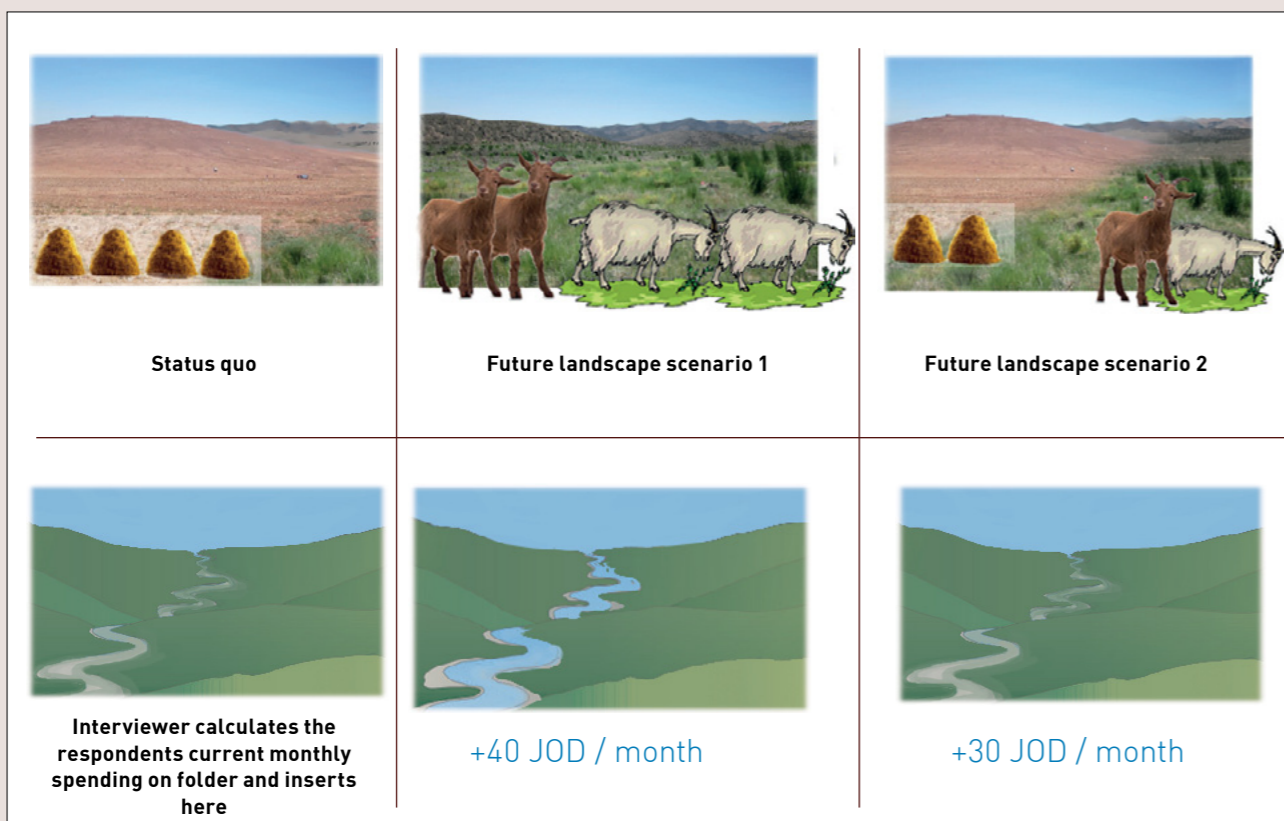 Status quo
Future landscape scenario 1
Future landscape scenario 2
Interviewer calculates the
respondents current monthly
spending on folder and inserts
here
+40 JOD / month
+30 JOD / month